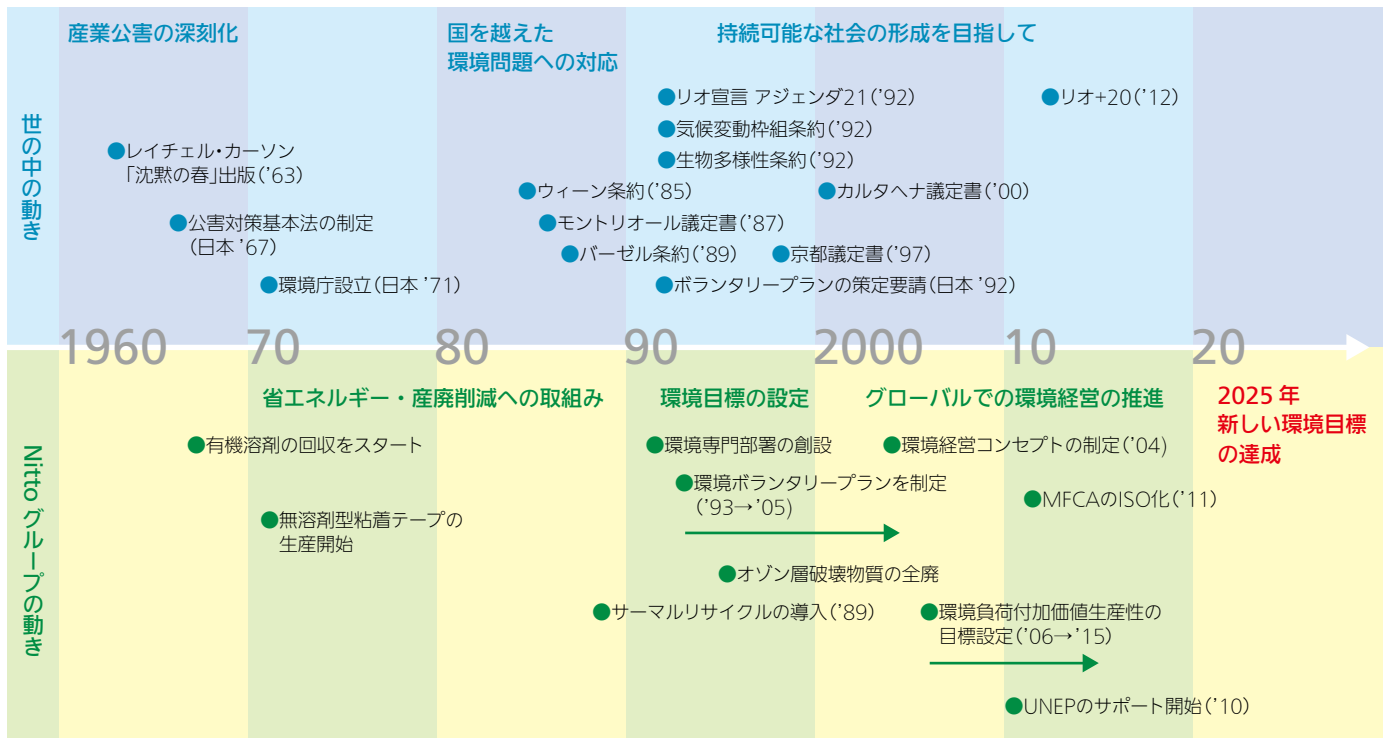 産業公害の深刻化
国を越えた
環境問題への対応
持続可能な社会の形成を目指して
世の中の動き
●リオ宣言 アジェンダ21(’92)
●リオ+20(’12)
●気候変動枠組条約(’92)
●レイチェル・カーソン
「沈黙の春」出版(’63)
●生物多様性条約(’92)
●ウィーン条約(’85)
●カルタヘナ議定書(’00)
●公害対策基本法の制定
(日本 ’67)
●モントリオール議定書(’87)
●バーゼル条約(’89)
●京都議定書(’97)
●環境庁設立(日本 ’71)
●ボランタリープランの策定要請(日本 ’92)
1960 70 80 90 2000 10 20
Nitto グループの動き
省エネルギー・産廃削減への取組み
環境目標の設定
グローバルでの環境経営の推進
2025 年
新しい環境目標
の達成
●有機溶剤の回収をスタート
●環境専門部署の創設
●環境経営コンセプトの制定(’04)
●環境ボランタリープランを制定
(’93→’05)
●MFCAのISO化(’11)
●無溶剤型粘着テープの
生産開始
●オゾン層破壊物質の全廃
●サーマルリサイクルの導入(’89)
●環境負荷付加価値生産性の
目標設定(’06→’15)
●UNEPのサポート開始(’10)